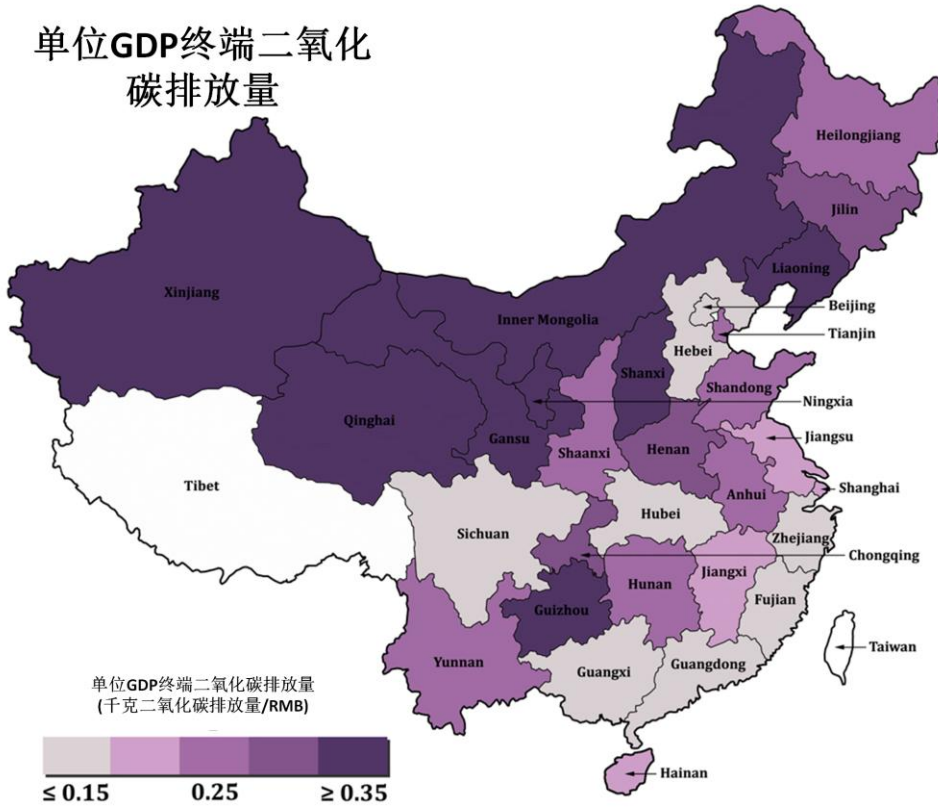 单位GDP终端二氧化
碳排放量
Heilongjiang
Jilin
Liaoning
Xinjiang
Beijing
Inner Mongolia
Tianjin
Hebei
Shanxi
Shandong
Ningxia
Qinghai
Jiangsu
Gansu
Shaanxi
Henan
Tibet
Shanghai
Anhui
Hubei
Sichuan
Zhejiang
Chongqing
Jiangxi
Hunan
Fujian
Guizhou
Taiwan
Yunnan
Guangdong
Guangxi
单位GDP终端二氧化碳排放量
(千克二氧化碳排放量/RMB)
Hainan
≤ 0.15 0.25 ≥ 0.35